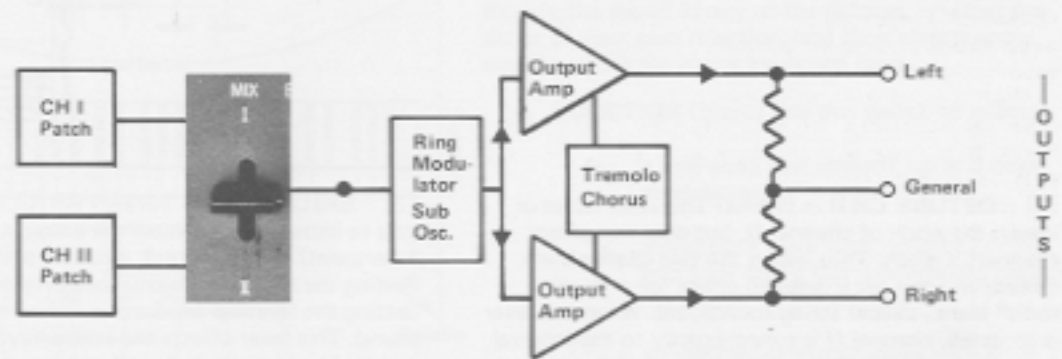 CH I
Patch
CH II
Patch
MIX
I
II
Ring
Modu-
lator
Sub
Osc.
Output
Amp
Tremolo
Chorus
Output
Amp
Left
General
Right
OUTPUTS